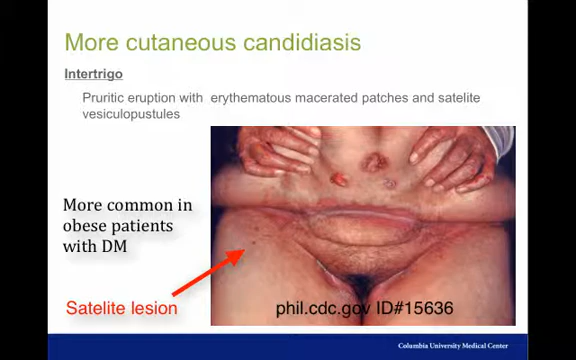 More cutaneous candidiasis
Intertrigo
Pruritic eruption with erythematous macerated patches and satelite
vesiculopustules
More common in
obese patients
with DM
Satelite lesion
phil.cdc.gov ID#15636
Columbia University Medical Center